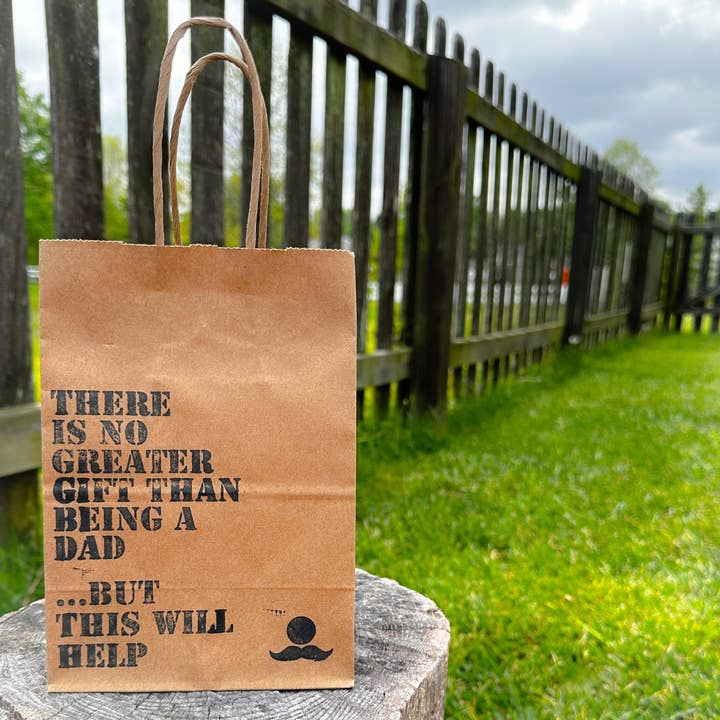 THERE
IS NO
GREATER
GIFT THAN
BEING A
DAD
...BUT
THIS WILL
HELP